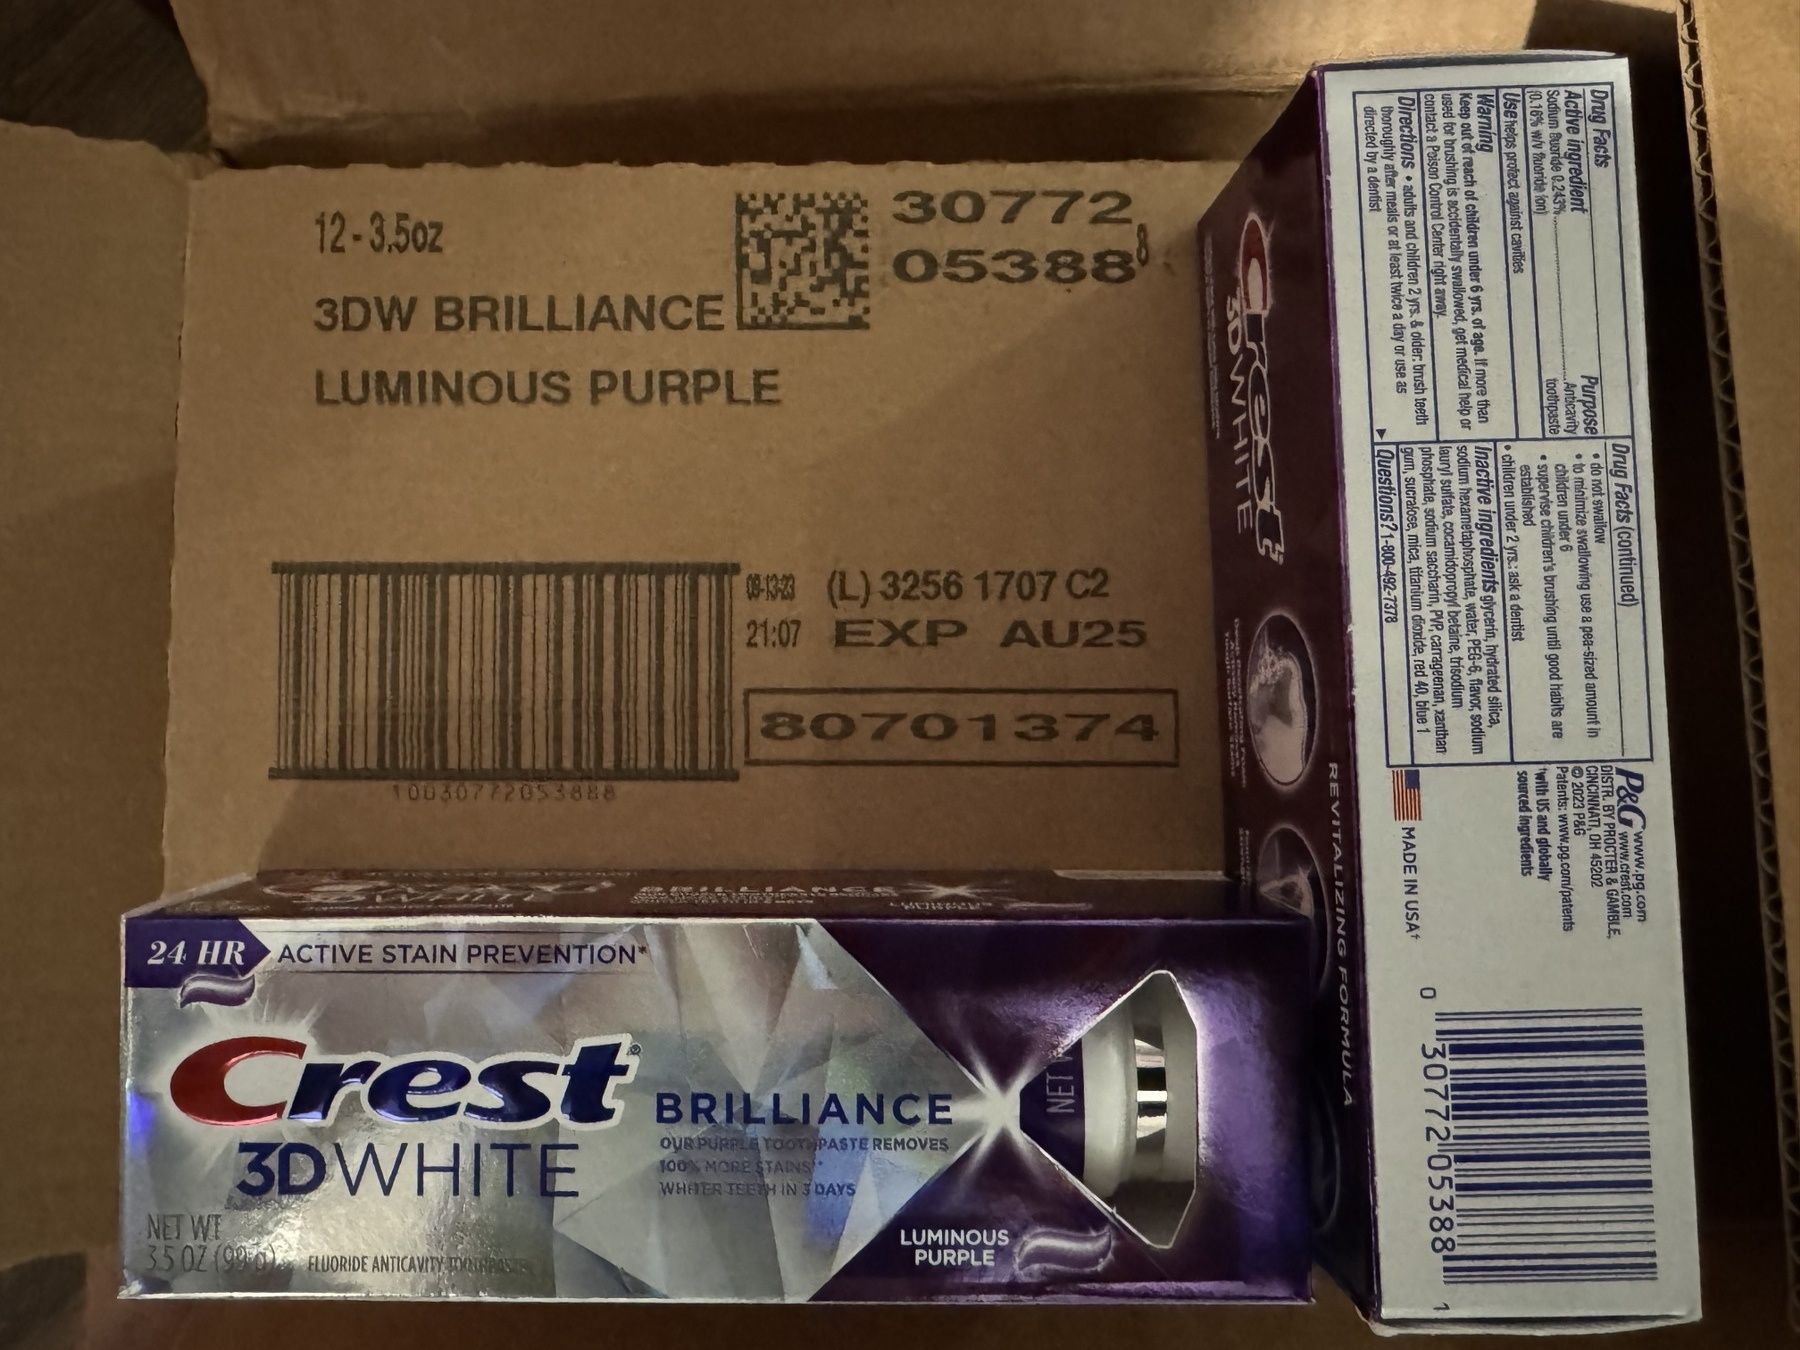 12 - 3.5oz
3DW BRILLIANCE
LUMINOUS PURPLE
30772
05388
8
09-13-23
21:07
(L) 3256 1707 C2
EXP AU25
80701374
10030772053888
24 HR
ACTIVE STAIN PREVENTION*
Crest®
3DWHITE
BRILLIANCE
OUR PURPLE TOOTHPASTE REMOVES
100% MORE STAINS**
WHITER TEETH IN 3 DAYS
NET WT
3.5 OZ (99 g)
FLUORIDE ANTICAVITY TOOTHPASTE
LUMINOUS
PURPLE
NET
3DWHITE
BRILLIANCE
Crest
3DWHITE
REVITALIZING FORMULA
Drug Facts
Active ingredient Purpose
Sodium fluoride 0.243%..........Anticavity
(0.16% w/v fluoride ion) toothpaste
Use helps protect against cavities
Warning
Keep out of reach of children under 6 yrs. of age. If more than
used for brushing is accidentally swallowed, get medical help or
contact a Poison Control Center right away.
Directions • adults and children 2 yrs. & older: brush teeth
thoroughly after meals or at least twice a day or use as
directed by a dentist
Drug Facts (continued)
• do not swallow
• to minimize swallowing use a pea-sized amount in
children under 6
• supervise children's brushing until good habits are
established
• children under 2 yrs.: ask a dentist
Inactive ingredients glycerin, hydrated silica,
sodium hexametaphosphate, water, PEG-6, flavor, sodium
lauryl sulfate, cocamidopropyl betaine, trisodium
phosphate, sodium saccharin, PVP, carrageenan, xanthan
gum, sucralose, mica, titanium dioxide, red 40, blue 1
Questions? 1-800-492-7378
P&G www.pg.com
www.crest.com
DISTR. BY PROCTER & GAMBLE,
CINCINNATI, OH 45202
© 2023 P&G
Patents: www.pg.com/patents
†with US and globally
sourced ingredients
MADE IN USA†
0 30772 05388 1